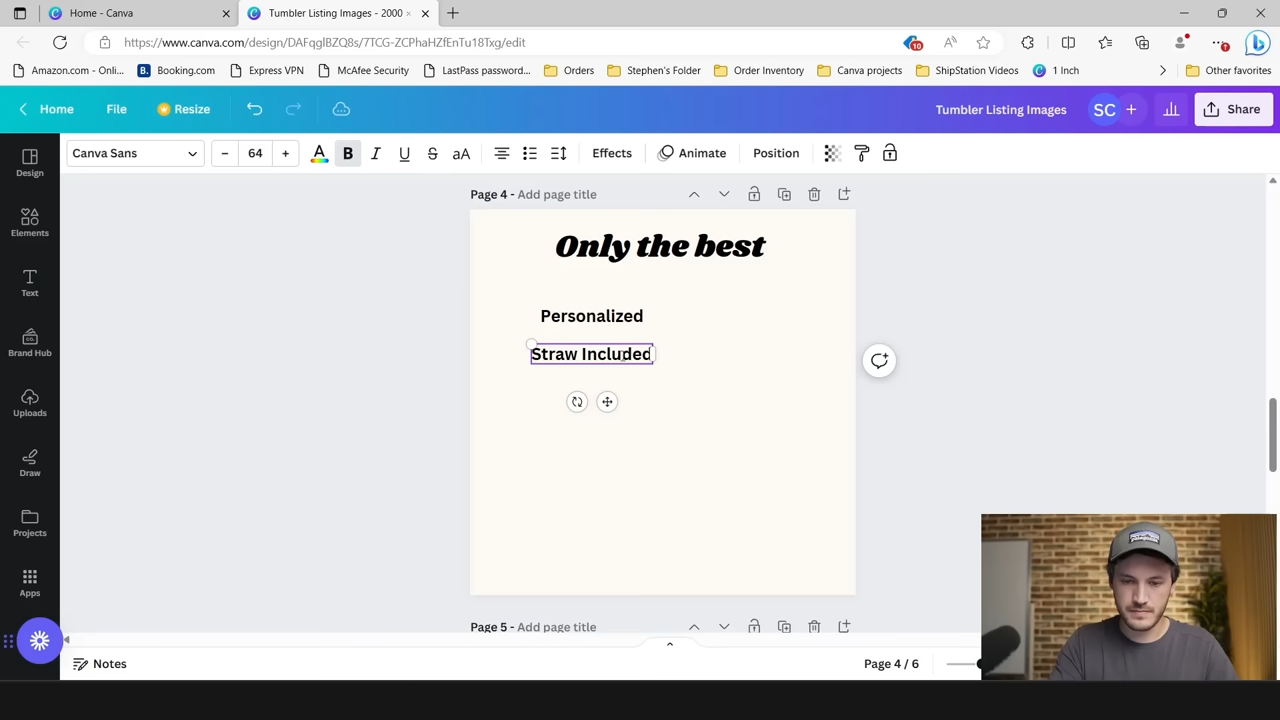 Home - Canva
Tumbler Listing Images - 2000
https://www.canva.com/design/DAFqglBZQ8s/7TCG-ZCPhaHZfEnTu18Txg/edit
10
Amazon.com - Onli...
Booking.com
Express VPN
McAfee Security
LastPass password...
Orders
Stephen's Folder
Order Inventory
Canva projects
ShipStation Videos
1 Inch
Other favorites
Home
File
Resize
Tumbler Listing Images
SC
Share
Canva Sans
64
A
B
I
U
S
aA
Effects
Animate
Position
Design
Elements
Text
Brand Hub
Uploads
Draw
Projects
Apps
Page 4 - Add page title
Only the best
Personalized
Straw Included
Page 5 - Add page title
Notes
Page 4 / 6